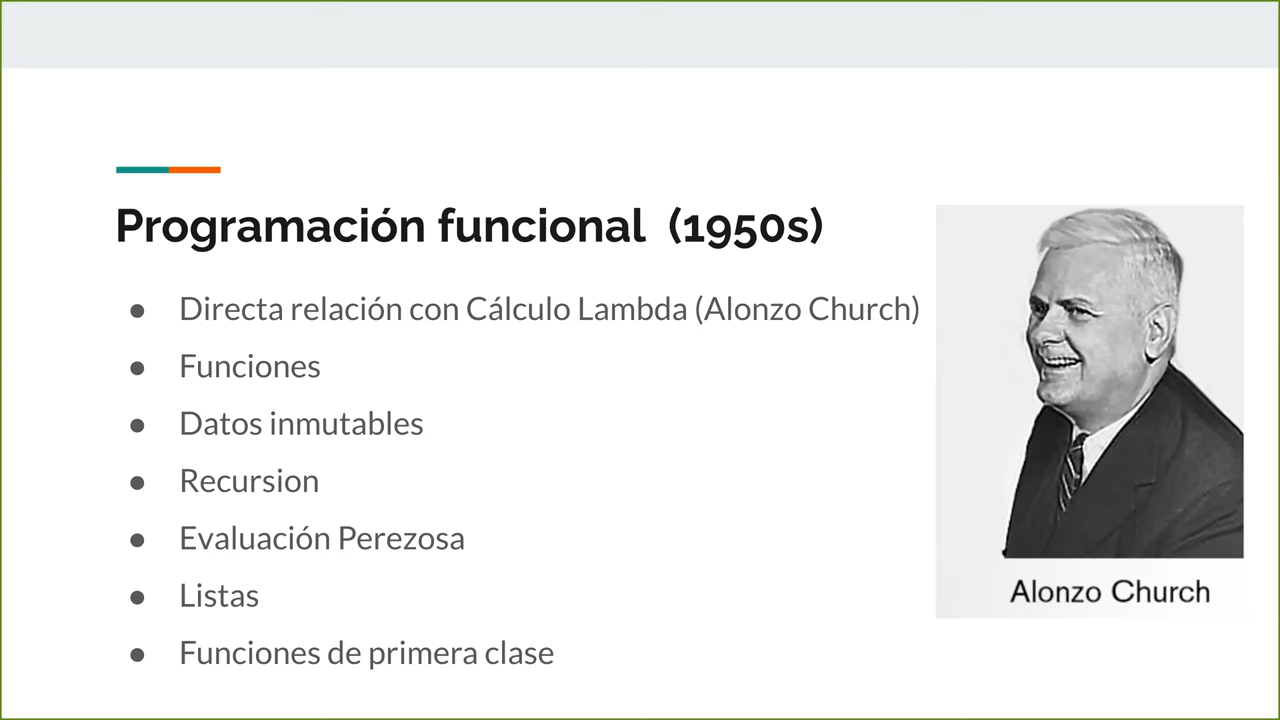 Programación funcional (1950s)
● Directa relación con Cálculo Lambda (Alonzo Church)
● Funciones
● Datos inmutables
● Recursion
● Evaluación Perezosa
● Listas
● Funciones de primera clase
Alonzo Church